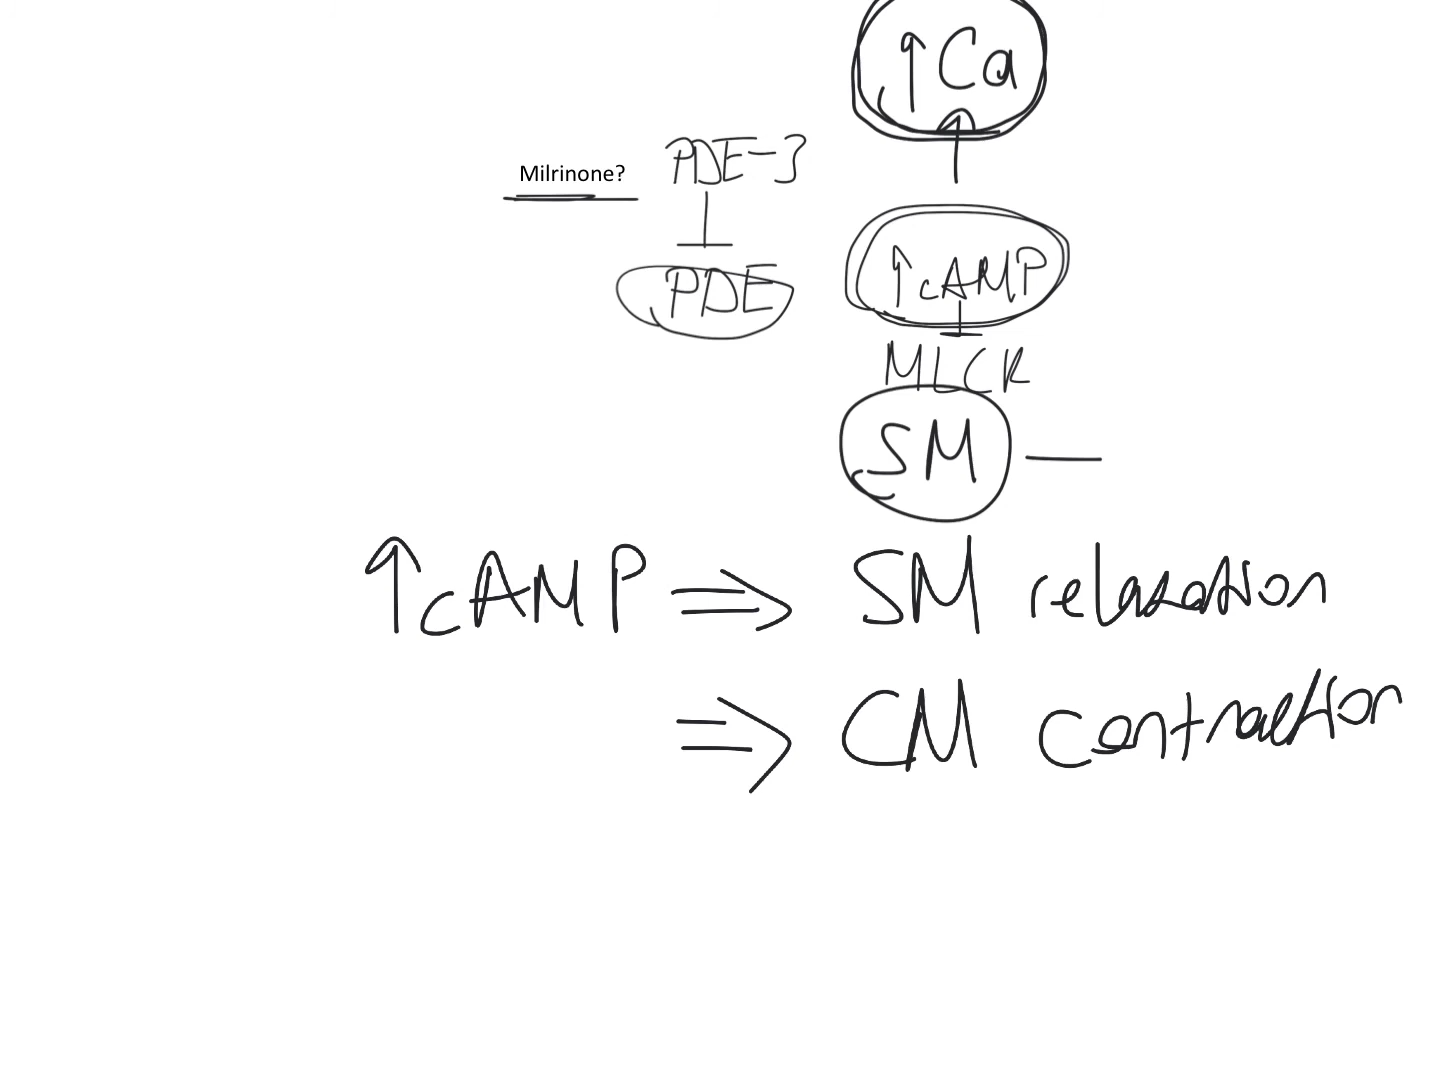 ↑Ca
Milrinone? PDE-3
PDE
↑cAMP
MLCK
SM
↑cAMP ⇒ SM relaxation
⇒ CM contraction